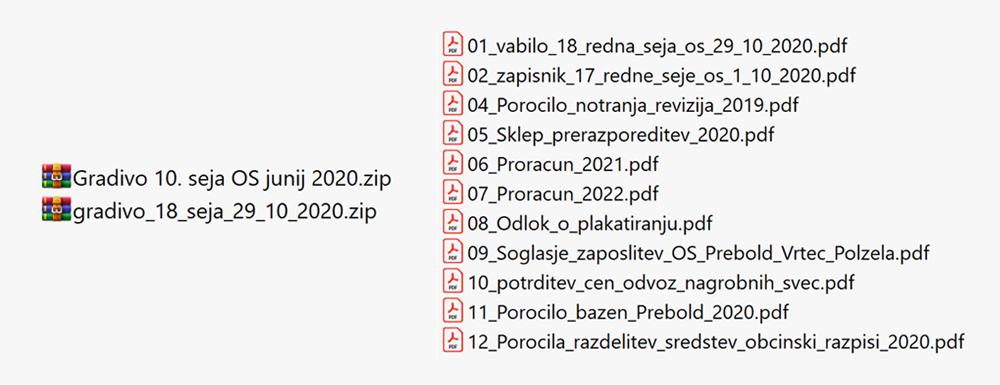 Gradivo 10. seja OS junij 2020.zip
gradivo_18_seja_29_10_2020.zip
01_vabilo_18_redna_seja_os_29_10_2020.pdf
02_zapisnik_17_redne_seje_os_1_10_2020.pdf
04_Porocilo_notranja_revizija_2019.pdf
05_Sklep_prerazporeditev_2020.pdf
06_Proracun_2021.pdf
07_Proracun_2022.pdf
08_Odlok_o_plakatiranju.pdf
09_Soglasje_zaposlitev_OS_Prebold_Vrtec_Polzela.pdf
10_potrditev_cen_odvoz_nagrobnih_svec.pdf
11_Porocilo_bazen_Prebold_2020.pdf
12_Porocila_razdelitev_sredstev_obcinski_razpisi_2020.pdf